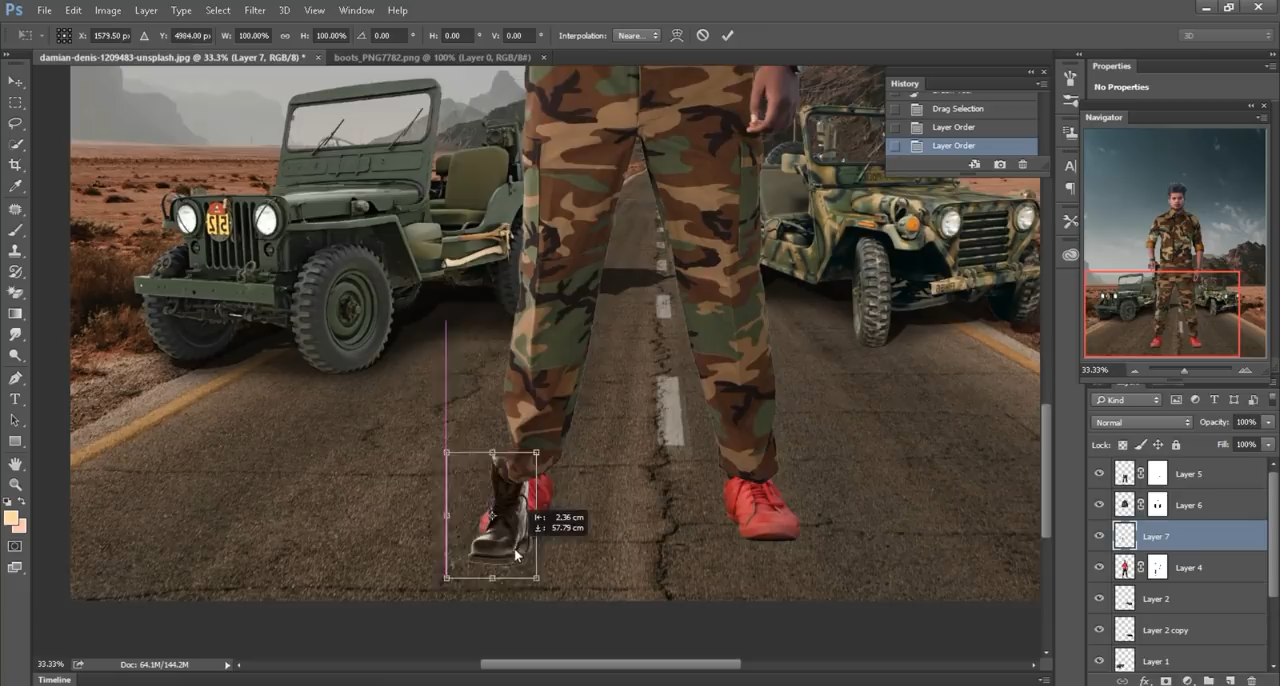 Ps File Edit Image Layer Type Select Filter 3D View Window Help
X: 1579.50 px Y: 4984.00 px W: 100.00% H: 100.00% 0.00 ° H: 0.00 ° V: 0.00 ° Interpolation: Neare... 3D
damian-denis-1209483-unsplash.jpg @ 33.3% (Layer 7, RGB/8) * × boots_PNG7782.png @ 100% (Layer 0, RGB/8#) ×
Properties
No Properties
History
Drag Selection
Layer Order
Layer Order
Navigator
33.33%
Kind
Normal Opacity: 100%
Lock: Fill: 100%
Layer 5
Layer 6
Layer 7
Layer 4
Layer 2
Layer 2 copy
Layer 1
2.36 cm
57.79 cm
33.33% Doc: 64.1M/144.2M
Timeline